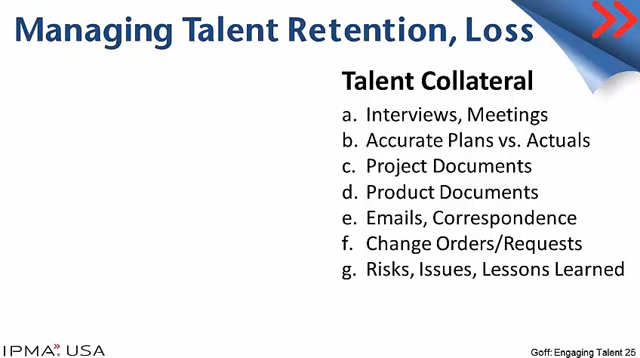 Managing Talent Retention, Loss
Talent Collateral
a. Interviews, Meetings
b. Accurate Plans vs. Actuals
c. Project Documents
d. Product Documents
e. Emails, Correspondence
f. Change Orders/Requests
g. Risks, Issues, Lessons Learned
IPMA USA
Goff: Engaging Talent 25